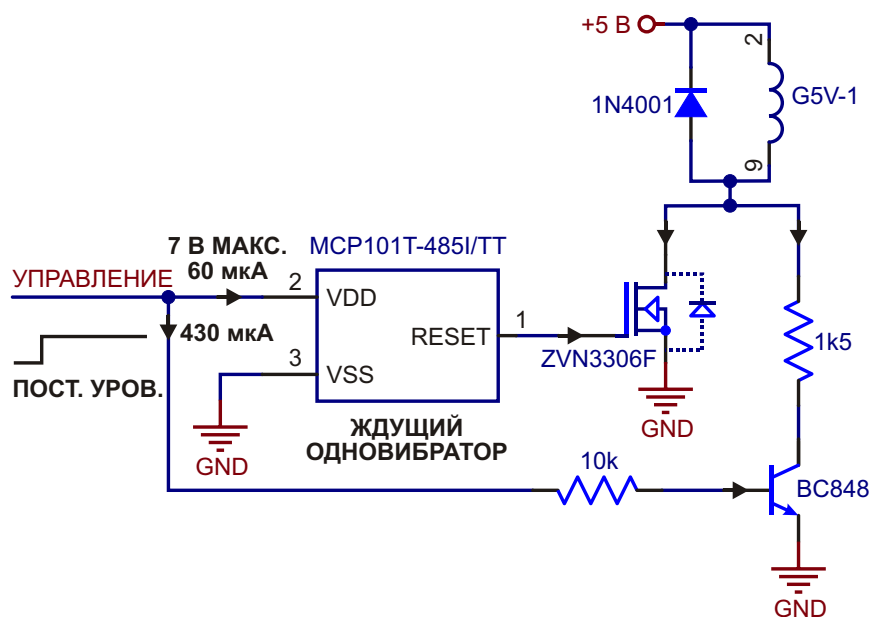 +5 В
2
1N4001
G5V-1
9
7 В МАКС.
60 мкА
MCP101T-485I/TT
УПРАВЛЕНИЕ
2
VDD
1
RESET
430 мкА
3
VSS
ZVN3306F
1k5
ПОСТ. УРОВ.
GND
ЖДУЩИЙ
ОДНОВИБРАТОР
GND
10k
BC848
GND